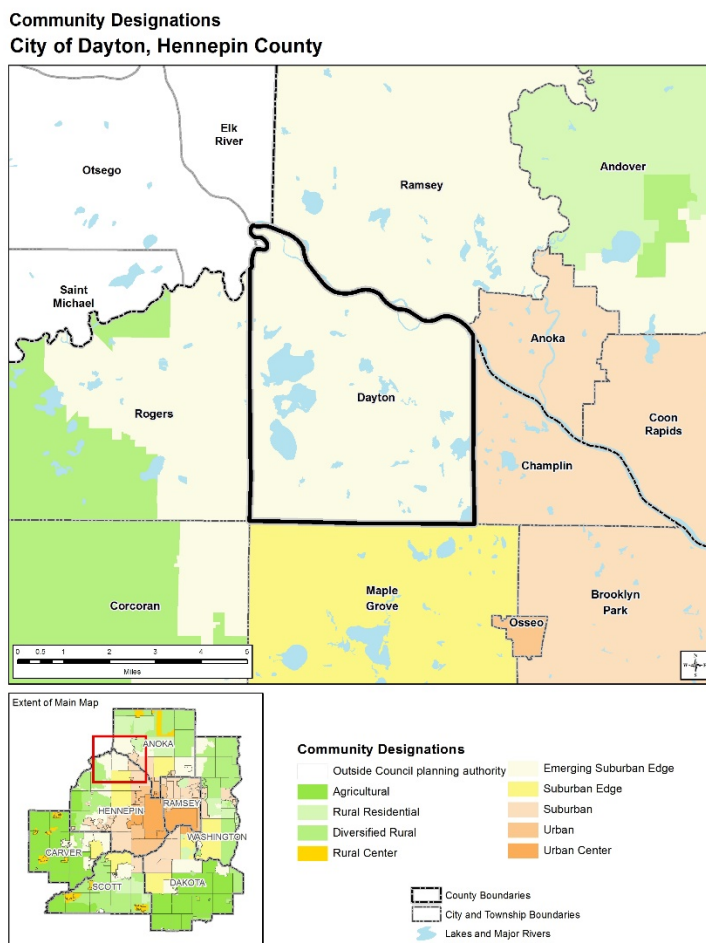 Community Designations
City of Dayton, Hennepin County
Elk
River
Otsego
Ramsey
Andover
Saint
Michael
Anoka
Dayton
Rogers
Coon
Rapids
Champlin
Corcoran
Maple
Grove
Osseo
Brooklyn
Park
0 0.5 1 2 3 4 5
Miles
Extent of Main Map
ANOKA
HENNEPIN
RAMSEY
WASHINGTON
CARVER
SCOTT
DAKOTA
Community Designations
Outside Council planning authority
Agricultural
Rural Residential
Diversified Rural
Rural Center
Emerging Suburban Edge
Suburban Edge
Suburban
Urban
Urban Center
County Boundaries
City and Township Boundaries
Lakes and Major Rivers